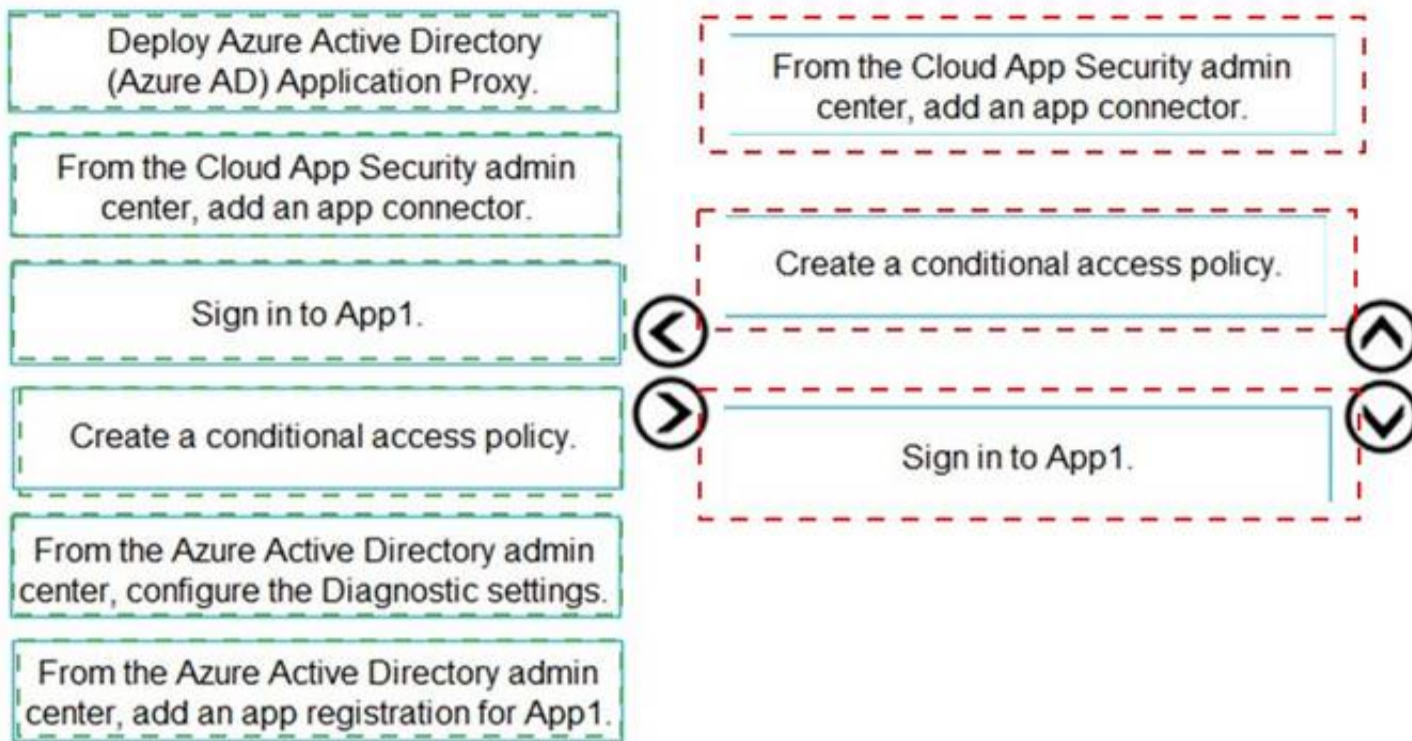 Deploy Azure Active Directory
(Azure AD) Application Proxy.
From the Cloud App Security admin
center, add an app connector.
Sign in to App1.
Create a conditional access policy.
From the Azure Active Directory admin
center, configure the Diagnostic settings.
From the Azure Active Directory admin
center, add an app registration for App1.
From the Cloud App Security admin
center, add an app connector.
Create a conditional access policy.
Sign in to App1.